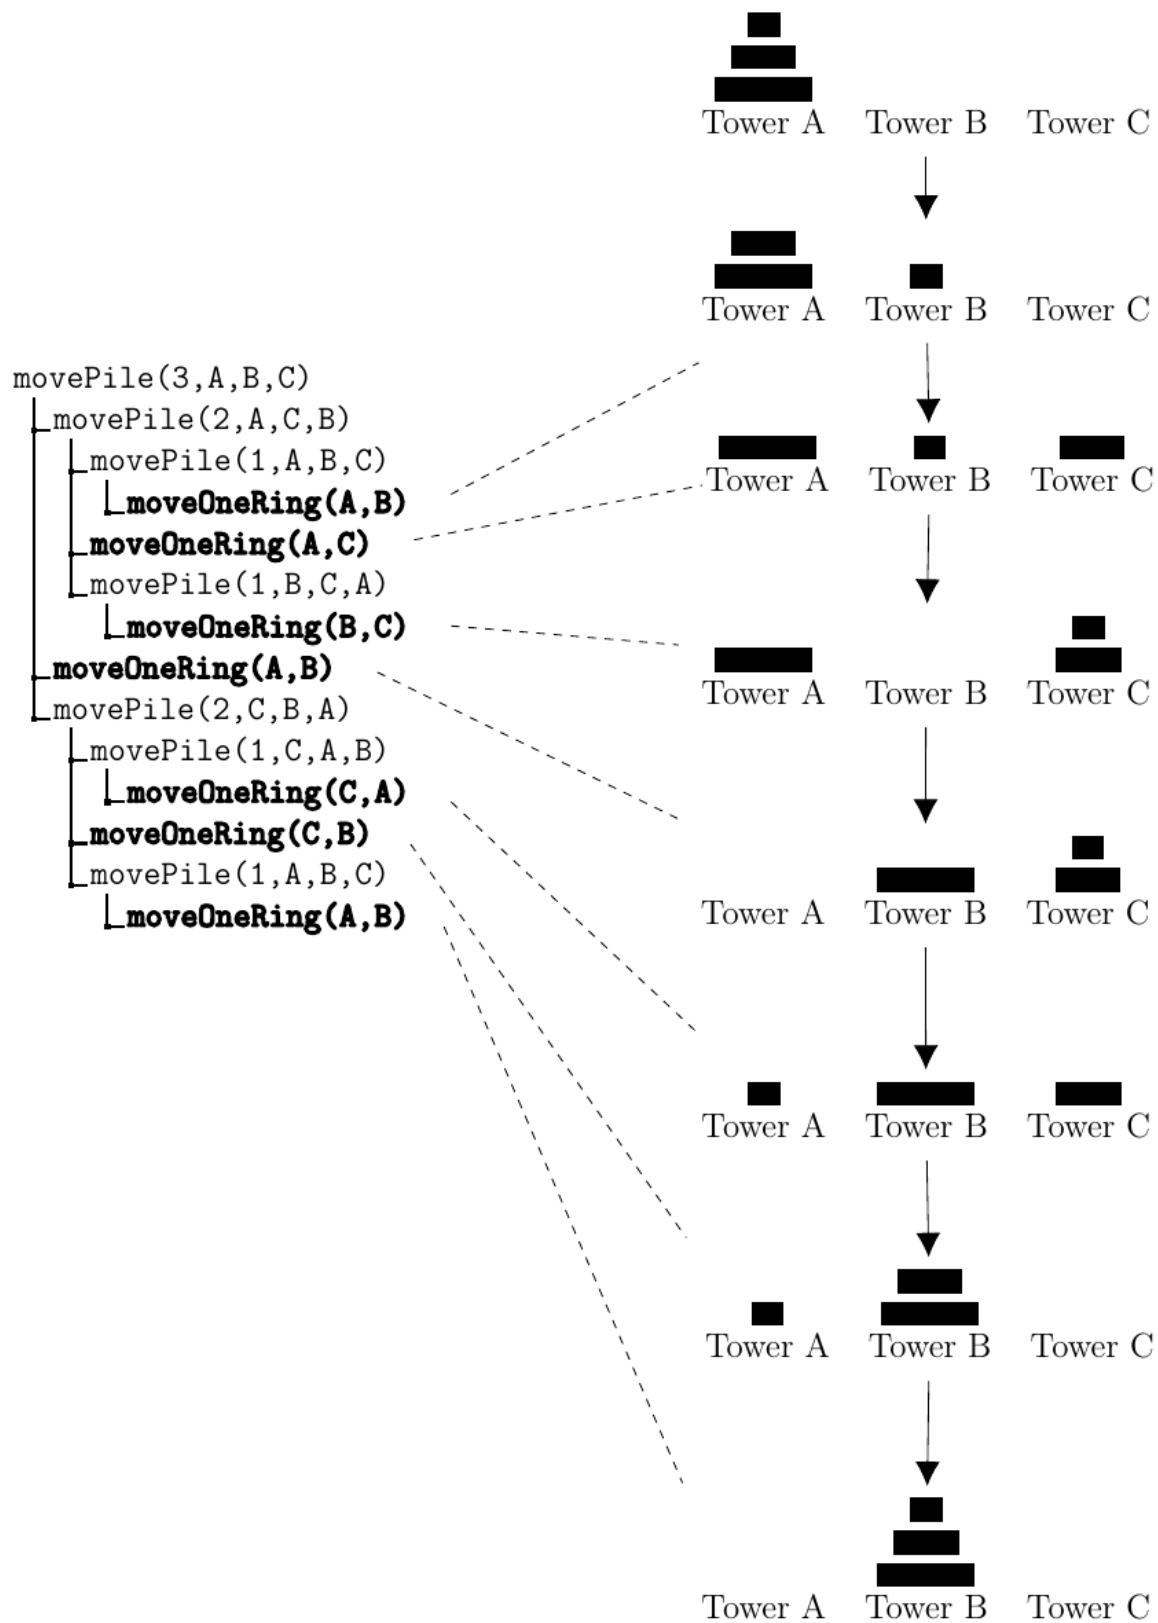 Tower A Tower B Tower C
Tower A Tower B Tower C
movePile(3,A,B,C)
movePile(2,A,C,B)
movePile(1,A,B,C)
Tower A Tower B Tower C
moveOneRing(A,B)
moveOneRing(A,C)
movePile(1,B,C,A)
moveOneRing(B,C)
moveOneRing(A,B)
Tower A Tower B Tower C
movePile(2,C,B,A)
movePile(1,C,A,B)
moveOneRing(C,A)
moveOneRing(C,B)
movePile(1,A,B,C)
moveOneRing(A,B)
Tower A Tower B Tower C
Tower A Tower B Tower C
Tower A Tower B Tower C
Tower A Tower B Tower C